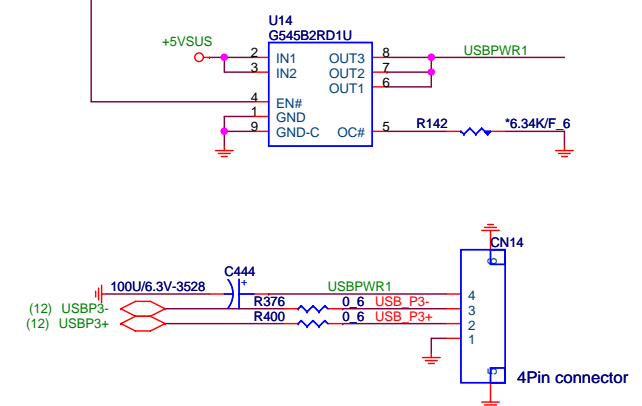 U14
G545B2RD1U
+5VSUS
2 IN1 OUT3 8 USBPWR1
3 IN2 OUT2 7
OUT1 6
4 EN#
1 GND
9 GND-C OC# 5 R142 *6.34K/F_6
CN14
6
100U/6.3V-3528 C444 + USBPWR1 4
(12) USBP3- R376 0_6 USB_P3- 3
(12) USBP3+ R400 0_6 USB_P3+ 2
1
5
4Pin connector